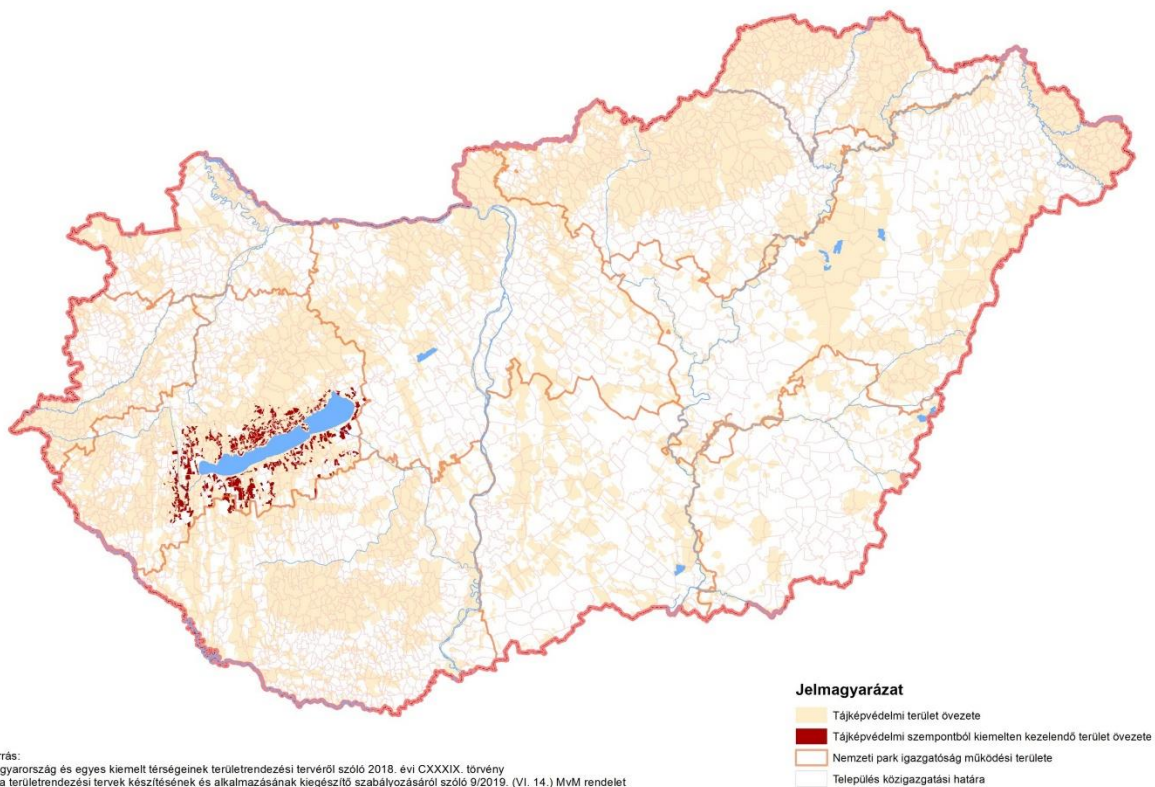 Jelmagyarázat
Tájképvédelmi terület övezete
Tájképvédelmi szempontból kiemelten kezelendő terület övezete
Nemzeti park igazgatóság működési területe
Település közigazgatási határa
rrás:
gyarország és egyes kiemelt térségeinek területrendezési tervéről szóló 2018. évi CXXXIX. törvény
a területrendezési tervek készítésének és alkalmazásának kiegészítő szabályozásáról szóló 9/2019. (VI. 14.) MvM rendelet